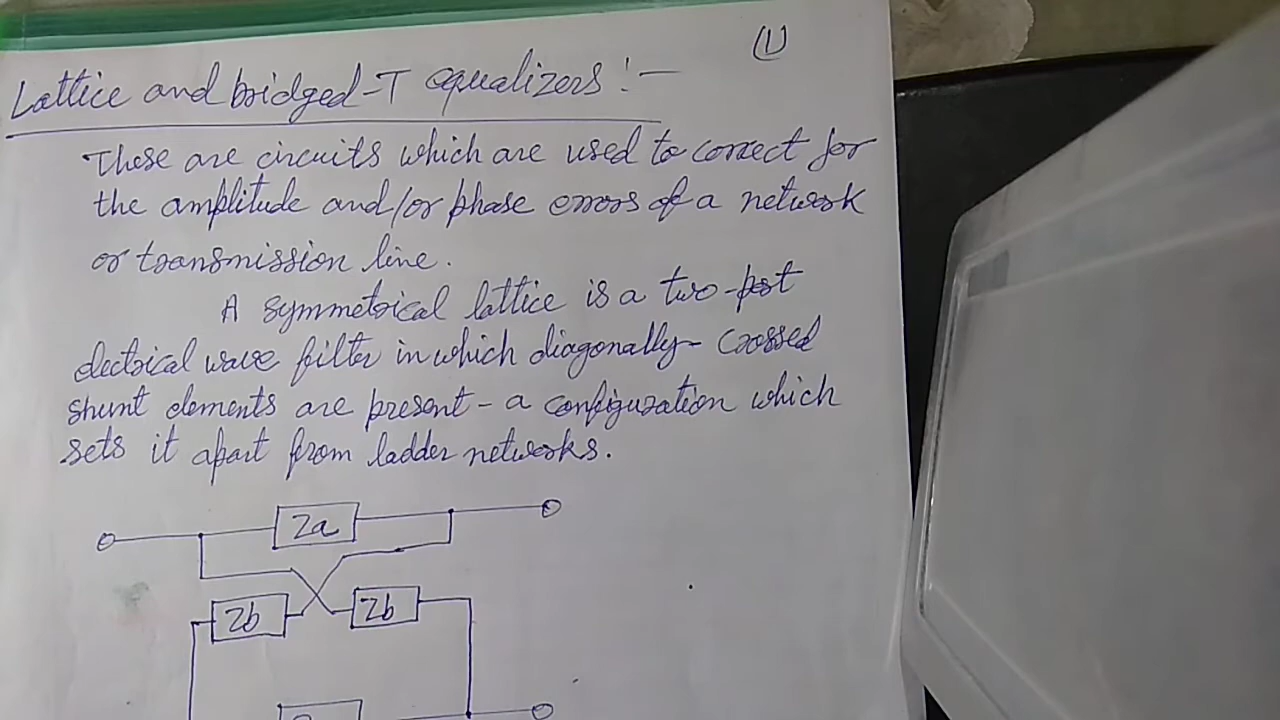 (1)
Lattice and bridged-T equalizers :-
These are circuits which are used to correct for
the amplitude and/or phase errors of a network
or transmission line.
A symmetrical lattice is a two-port
electrical wave filter in which diagonally-crossed
shunt elements are present - a configuration which
sets it apart from ladder networks.
Za
Zb Zb